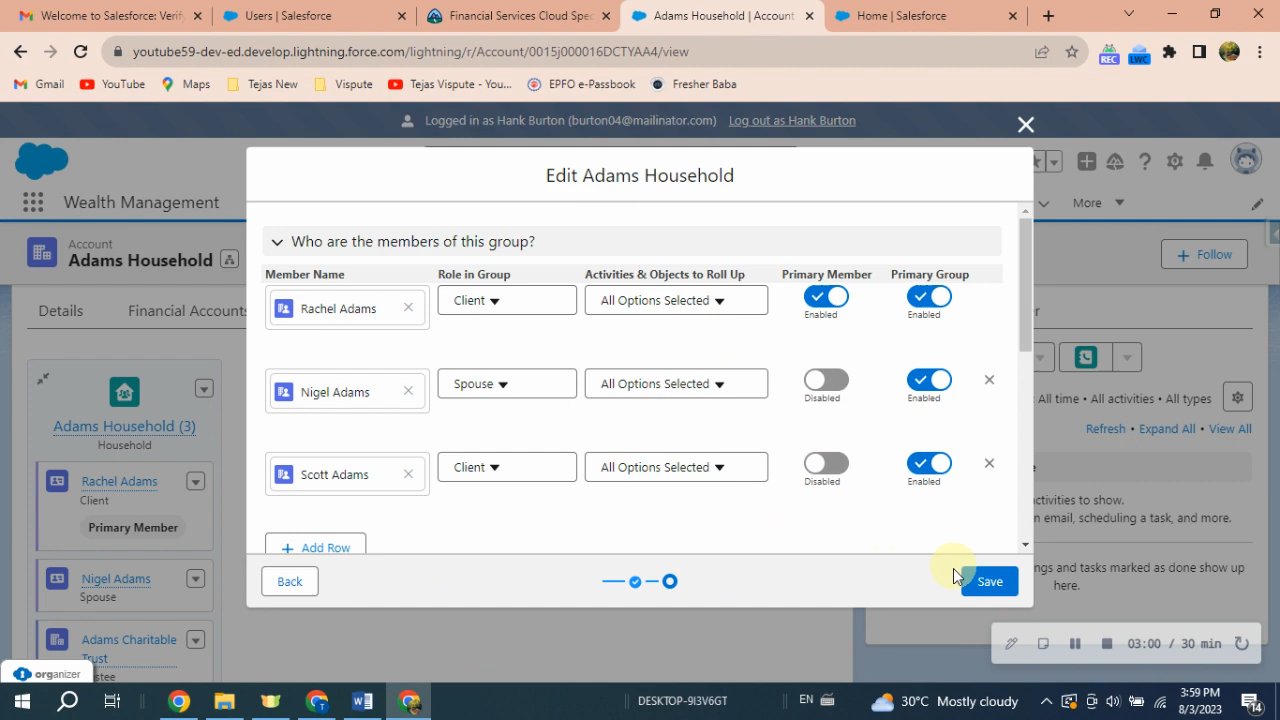 Welcome to Salesforce: Verify
Users | Salesforce
Financial Services Cloud Spec
Adams Household | Account
Home | Salesforce
youtube59-dev-ed.develop.lightning.force.com/lightning/r/Account/0015j000016DCTYAA4/view
REC
LWC
Gmail
YouTube
Maps
Tejas New
Vispute
Tejas Vispute - You...
EPFO e-Passbook
Fresher Baba
Logged in as Hank Burton (burton04@mailinator.com)
Log out as Hank Burton
Wealth Management
More
Account
Adams Household
Follow
Details
Financial Accounts
Edit Adams Household
Who are the members of this group?
Member Name
Role in Group
Activities & Objects to Roll Up
Primary Member
Primary Group
Rachel Adams
Client
All Options Selected
Enabled
Enabled
Nigel Adams
Spouse
All Options Selected
Disabled
Enabled
Scott Adams
Client
All Options Selected
Disabled
Enabled
+ Add Row
Back
Save
Adams Household (3)
Household
Rachel Adams
Client
Primary Member
Nigel Adams
Spouse
Adams Charitable
Trust
stee
All time • All activities • All types
Refresh • Expand All • View All
ctivities to show.
n email, scheduling a task, and more.
ngs and tasks marked as done show up
here.
03:00 / 30 min
organizer
DESKTOP-9I3V6GT
EN
30°C Mostly cloudy
3:59 PM
8/3/2023
14